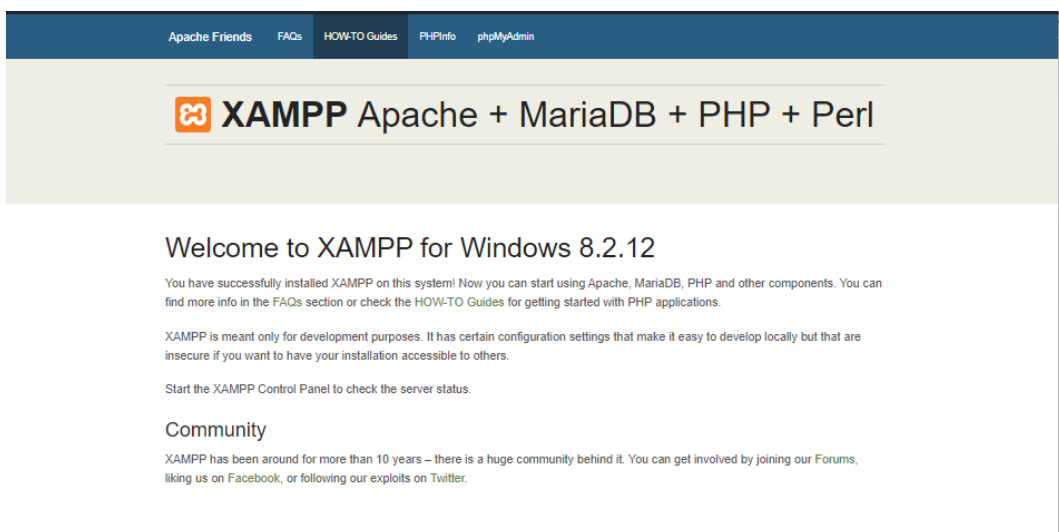 Apache Friends FAQs HOW-TO Guides PHPInfo phpMyAdmin
XAMPP Apache + MariaDB + PHP + Perl
Welcome to XAMPP for Windows 8.2.12
You have successfully installed XAMPP on this system! Now you can start using Apache, MariaDB, PHP and other components. You can
find more info in the FAQs section or check the HOW-TO Guides for getting started with PHP applications.
XAMPP is meant only for development purposes. It has certain configuration settings that make it easy to develop locally but that are
insecure if you want to have your installation accessible to others.
Start the XAMPP Control Panel to check the server status.
Community
XAMPP has been around for more than 10 years – there is a huge community behind it. You can get involved by joining our Forums,
liking us on Facebook, or following our exploits on Twitter.